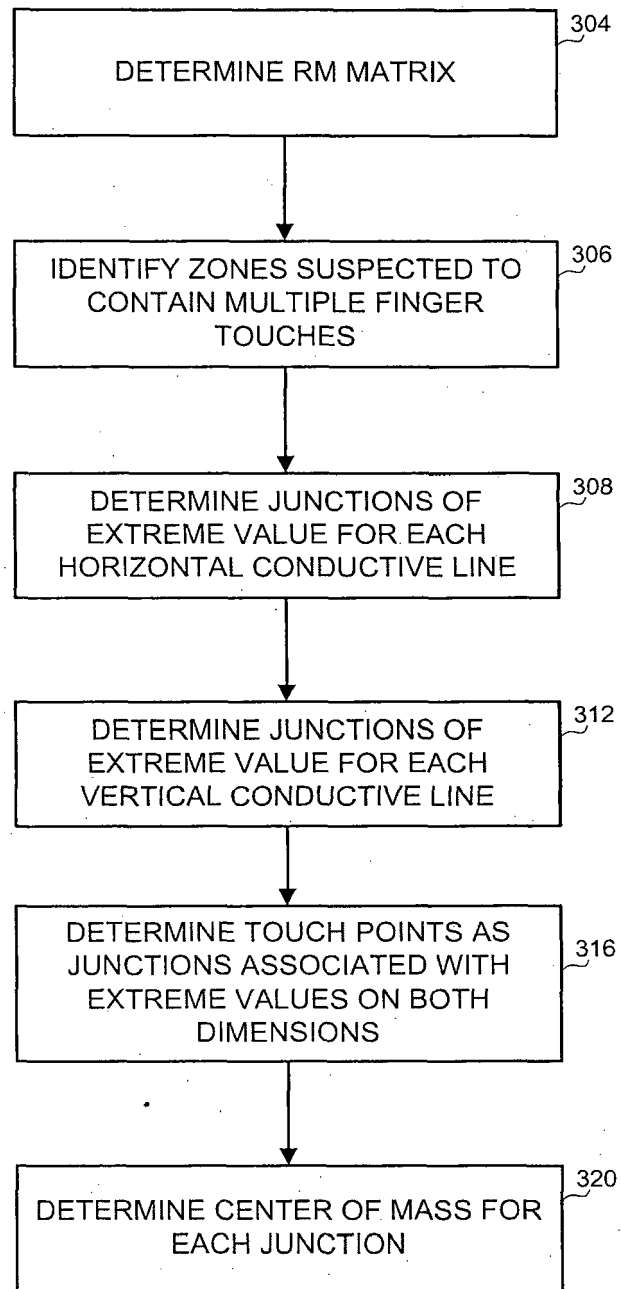 304
DETERMINE RM MATRIX
306
IDENTIFY ZONES SUSPECTED TO
CONTAIN MULTIPLE FINGER
TOUCHES
308
DETERMINE JUNCTIONS OF
EXTREME VALUE FOR EACH
HORIZONTAL CONDUCTIVE LINE
312
DETERMINE JUNCTIONS OF
EXTREME VALUE FOR EACH
VERTICAL CONDUCTIVE LINE
316
DETERMINE TOUCH POINTS AS
JUNCTIONS ASSOCIATED WITH
EXTREME VALUES ON BOTH
DIMENSIONS
320
DETERMINE CENTER OF MASS FOR
EACH JUNCTION